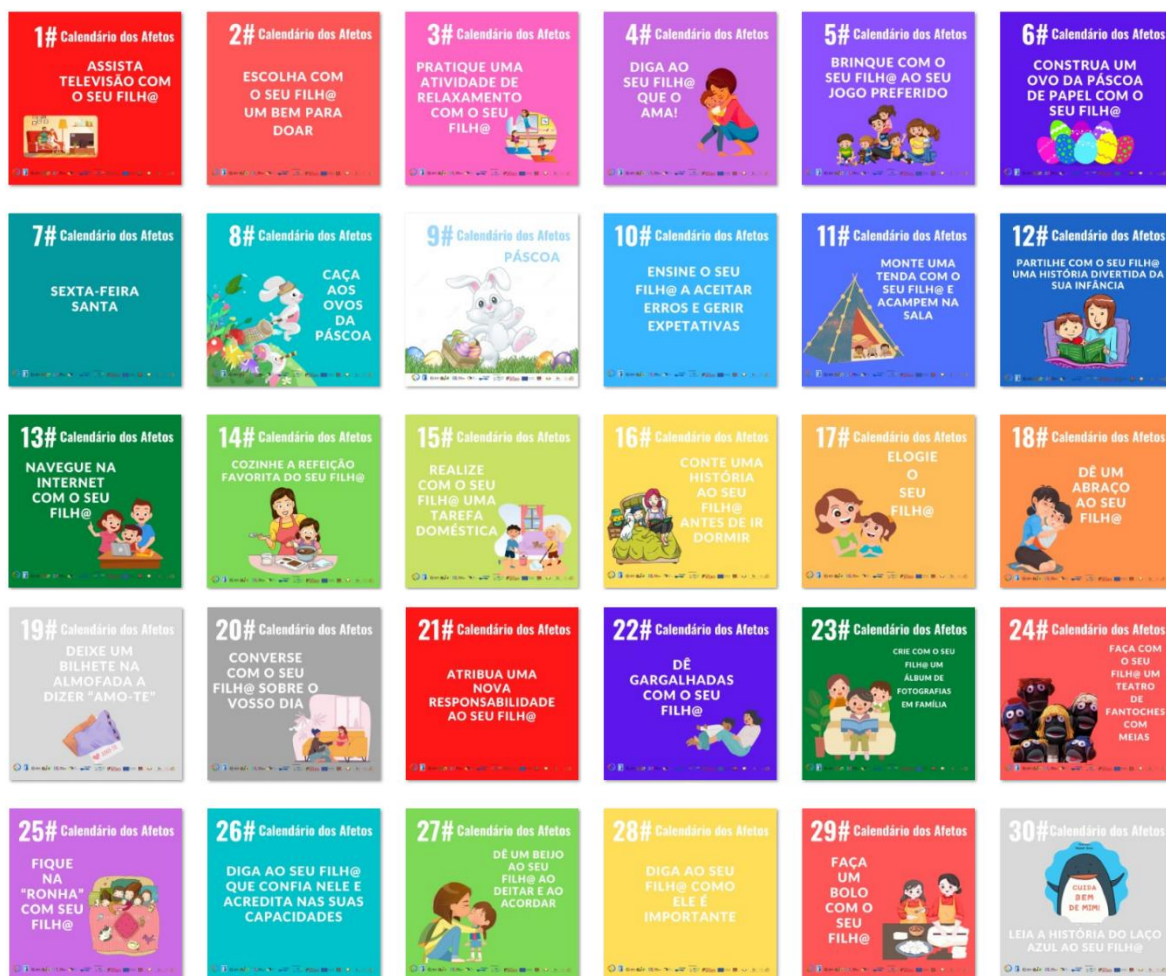 1# Calendário dos Afetos
ASSISTA
TELEVISÃO COM
O SEU FILH@
2# Calendário dos Afetos
ESCOLHA COM
O SEU FILH@
UM BEM PARA
DOAR
3# Calendário dos Afetos
PRATIQUE UMA
ATIVIDADE DE
RELAXAMENTO
COM O SEU
FILH@
4# Calendário dos Afetos
DIGA AO
SEU FILH@
QUE O
AMA!
5# Calendário dos Afetos
BRINQUE COM O
SEU FILH@ AO SEU
JOGO PREFERIDO
6# Calendário dos Afetos
CONSTRUA UM
OVO DA PÁSCOA
DE PAPEL COM O
SEU FILH@
7# Calendário dos Afetos
SEXTA-FEIRA
SANTA
8# Calendário dos Afetos
CAÇA
AOS
OVOS
DA
PÁSCOA
9# Calendário dos Afetos
PÁSCOA
10# Calendário dos Afetos
ENSINE O SEU
FILH@ A ACEITAR
ERROS E GERIR
EXPETATIVAS
11# Calendário dos Afetos
MONTE UMA
TENDA COM O
SEU FILH@ E
ACAMPEM NA
SALA
12# Calendário dos Afetos
PARTILHE COM O SEU FILH@
UMA HISTÓRIA DIVERTIDA DA
SUA INFÂNCIA
13# Calendário dos Afetos
NAVEGUE NA
INTERNET
COM O SEU
FILH@
14# Calendário dos Afetos
COZINHE A REFEIÇÃO
FAVORITA DO SEU FILH@
15# Calendário dos Afetos
REALIZE
COM O SEU
FILH@ UMA
TAREFA
DOMÉSTICA
16# Calendário dos Afetos
CONTE UMA
HISTÓRIA
AO SEU
FILH@
ANTES DE IR
DORMIR
17# Calendário dos Afetos
ELOGIE
O
SEU
FILH@
18# Calendário dos Afetos
DÊ UM
ABRAÇO
AO SEU
FILH@
19# Calendário dos Afetos
DEIXE UM
BILHETE NA
ALMOFADA A
DIZER "AMO-TE"
20# Calendário dos Afetos
CONVERSE
COM O SEU
FILH@ SOBRE O
VOSSO DIA
21# Calendário dos Afetos
ATRIBUA UMA
NOVA
RESPONSABILIDADE
AO SEU FILH@
22# Calendário dos Afetos
DÊ
GARGALHADAS
COM O SEU
FILH@
23# Calendário dos Afetos
CRIE COM O SEU
FILH@ UM
ÁLBUM DE
FOTOGRAFIAS
EM FAMÍLIA
24# Calendário dos Afetos
FAÇA COM
O SEU
FILH@ UM
TEATRO
DE
FANTOCHES
COM
MEIAS
25# Calendário dos Afetos
FIQUE
NA
"RONHA"
COM SEU
FILH@
26# Calendário dos Afetos
DIGA AO SEU FILH@
QUE CONFIA NELE E
ACREDITA NAS SUAS
CAPACIDADES
27# Calendário dos Afetos
DÊ UM BEIJO
AO SEU
FILH@ AO
DEITAR E AO
ACORDAR
28# Calendário dos Afetos
DIGA AO SEU
FILH@ COMO
ELE É
IMPORTANTE
29# Calendário dos Afetos
FAÇA
UM
BOLO
COM O
SEU
FILH@
30# Calendário dos Afetos
CUIDA
BEM
DE MIM!
LEIA A HISTÓRIA DO LAÇO
AZUL AO SEU FILH@